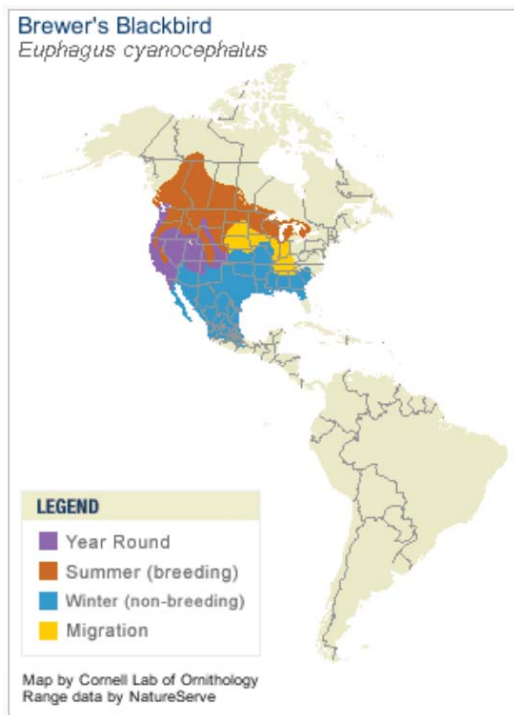 Brewer's Blackbird
Euphagus cyanocephalus
LEGEND
Year Round
Summer (breeding)
Winter (non-breeding)
Migration
Map by Cornell Lab of Ornithology
Range data by NatureServe